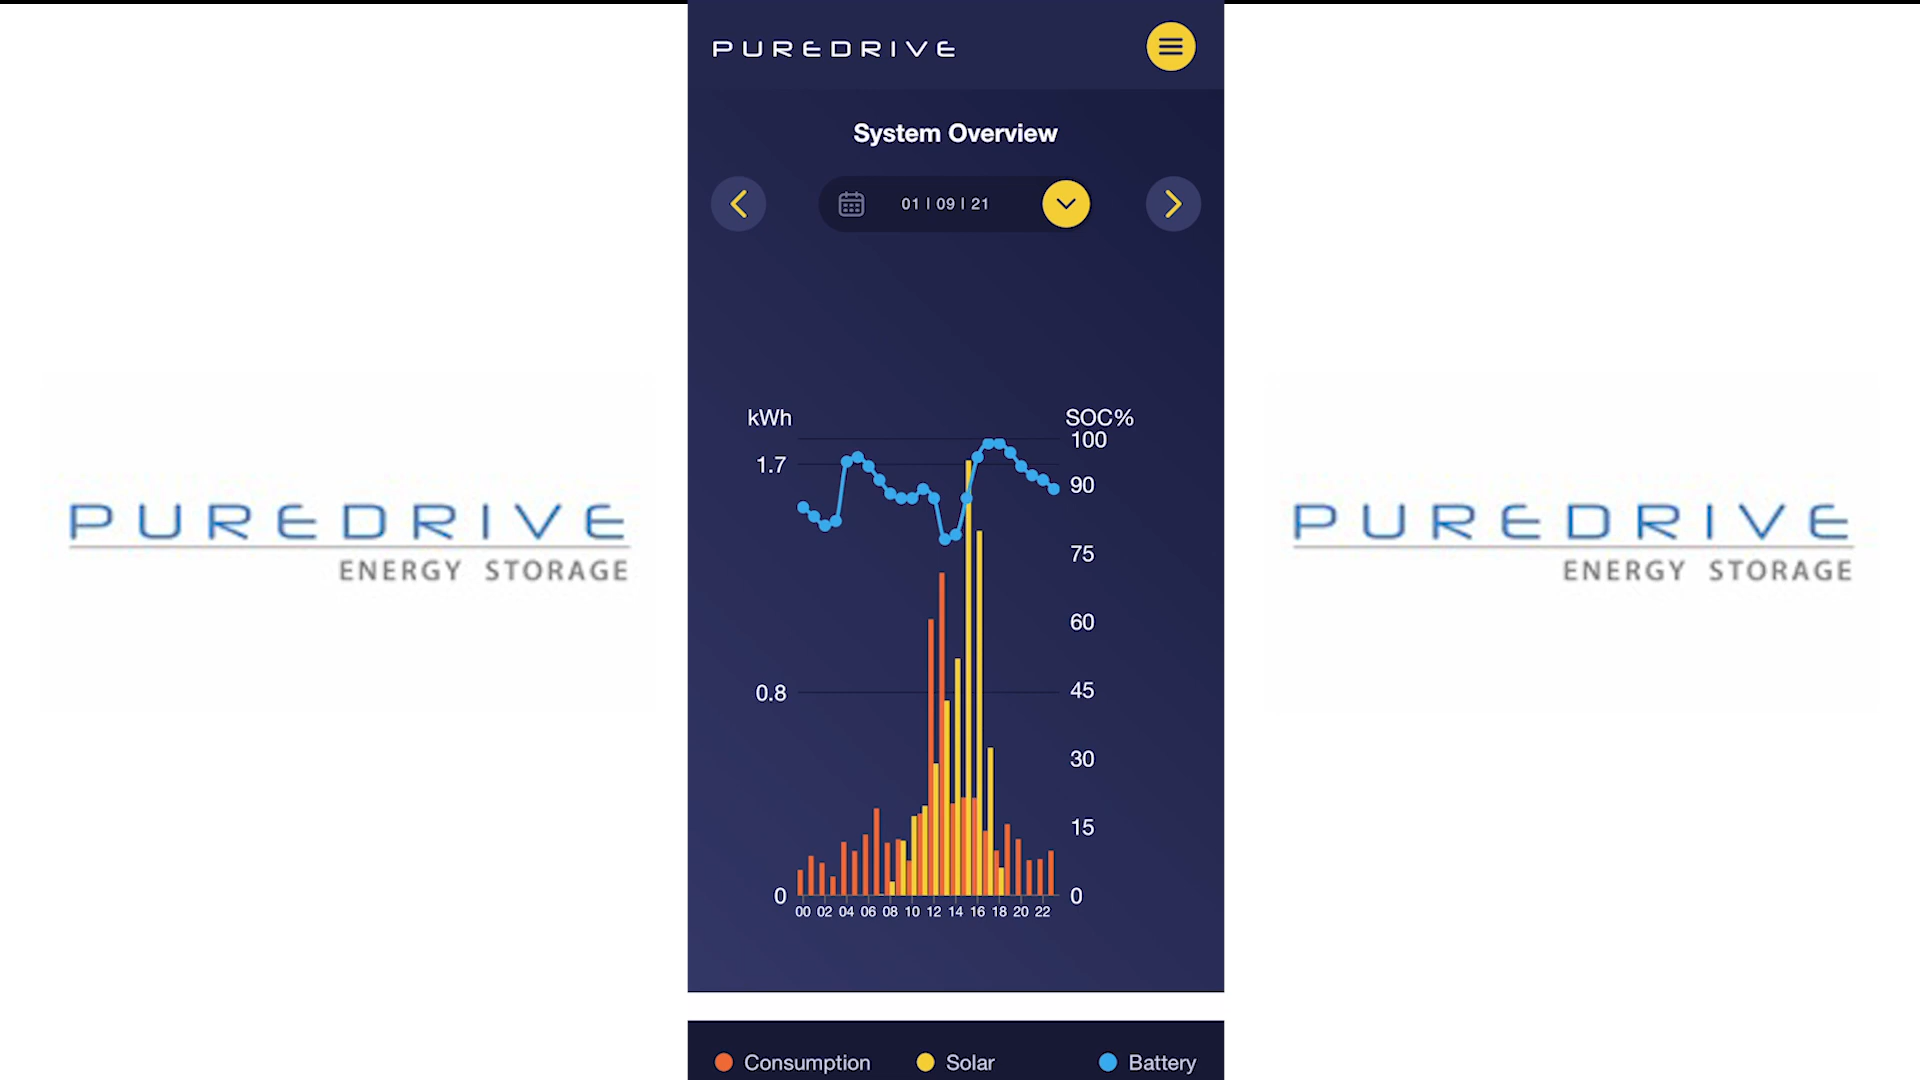 PUREDRIVE
System Overview
01 | 09 | 21
kWh
SOC%
100
1.7
90
75
60
0.8
45
30
15
0
0
00 02 04 06 08 10 12 14 16 18 20 22
Consumption
Solar
Battery
PUREDRIVE
ENERGY STORAGE
PUREDRIVE
ENERGY STORAGE